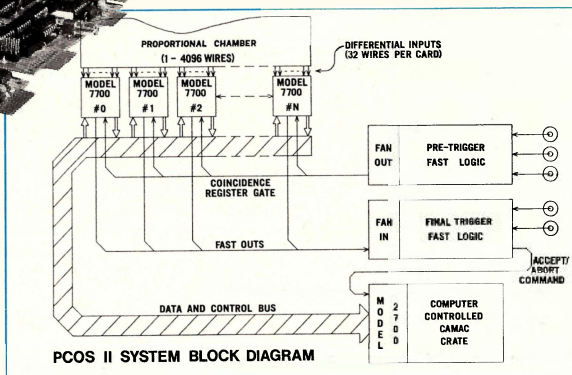 PROPORTIONAL CHAMBER
(1 - 4096 WIRES)
DIFFERENTIAL INPUTS
(32 WIRES PER CARD)
MODEL
7700
#0
MODEL
7700
#1
MODEL
7700
#2
MODEL
7700
#N
FAN
OUT
PRE-TRIGGER
FAST LOGIC
COINCIDENCE
REGISTER GATE
FAN
IN
FINAL TRIGGER
FAST LOGIC
FAST OUTS
ACCEPT/
ABORT
COMMAND
DATA AND CONTROL BUS
MODEL
2700
COMPUTER
CONTROLLED
CAMAC
CRATE
PCOS II SYSTEM BLOCK DIAGRAM